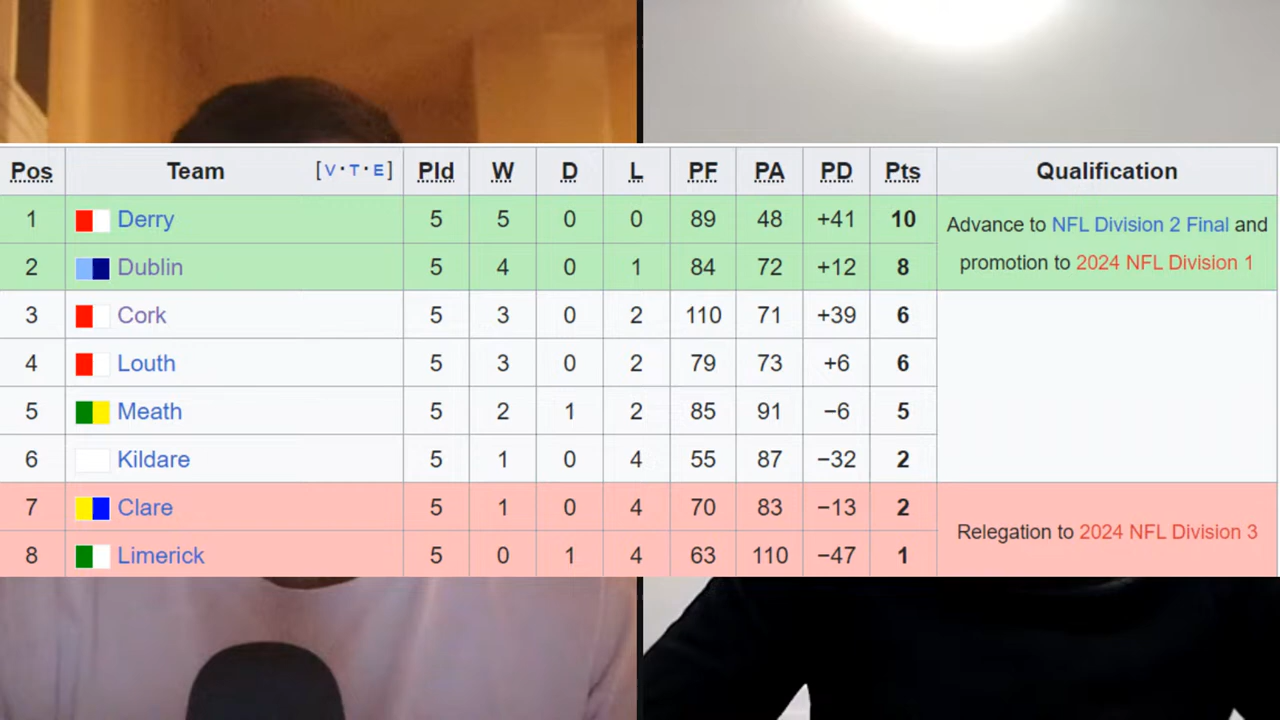 Pos Team [V·T·E] Pld W D L PF PA PD Pts Qualification
1 Derry 5 5 0 0 89 48 +41 10 Advance to NFL Division 2 Final and
2 Dublin 5 4 0 1 84 72 +12 8 promotion to 2024 NFL Division 1
3 Cork 5 3 0 2 110 71 +39 6
4 Louth 5 3 0 2 79 73 +6 6
5 Meath 5 2 1 2 85 91 −6 5
6 Kildare 5 1 0 4 55 87 −32 2
7 Clare 5 1 0 4 70 83 −13 2 Relegation to 2024 NFL Division 3
8 Limerick 5 0 1 4 63 110 −47 1